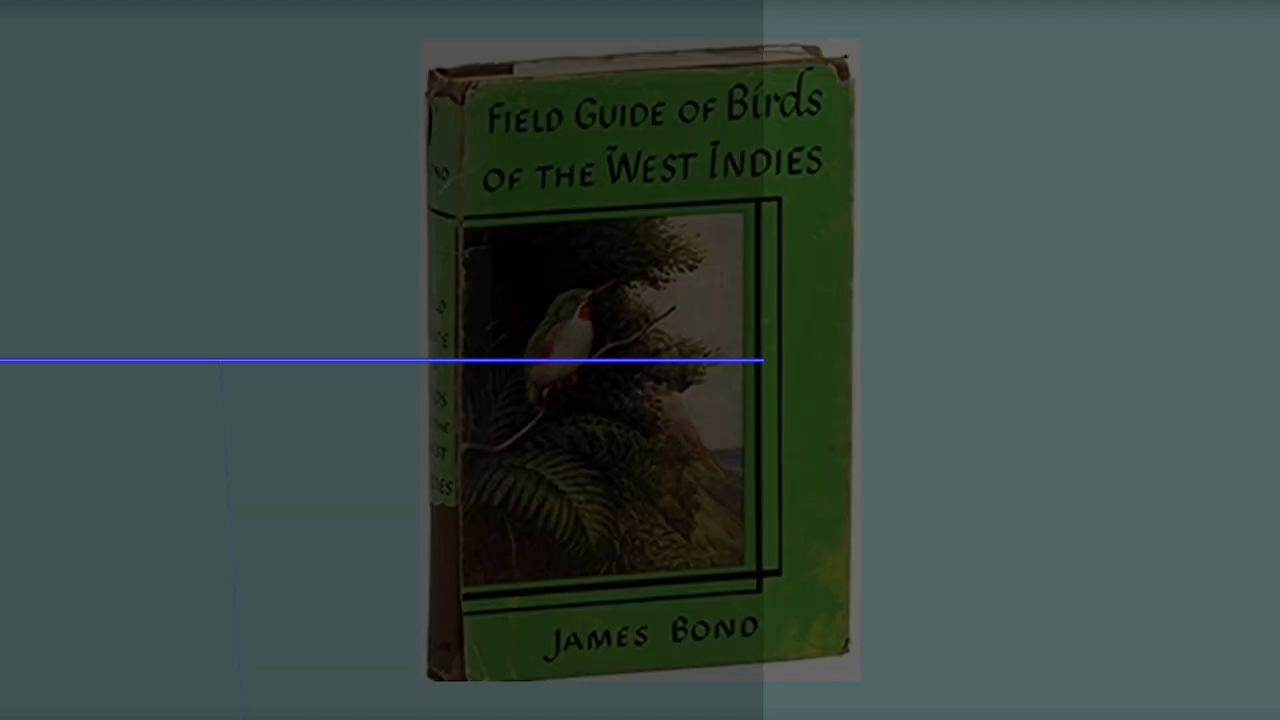 FIELD GUIDE OF Birds
OF THE WEST INDIES
JAMES BOND